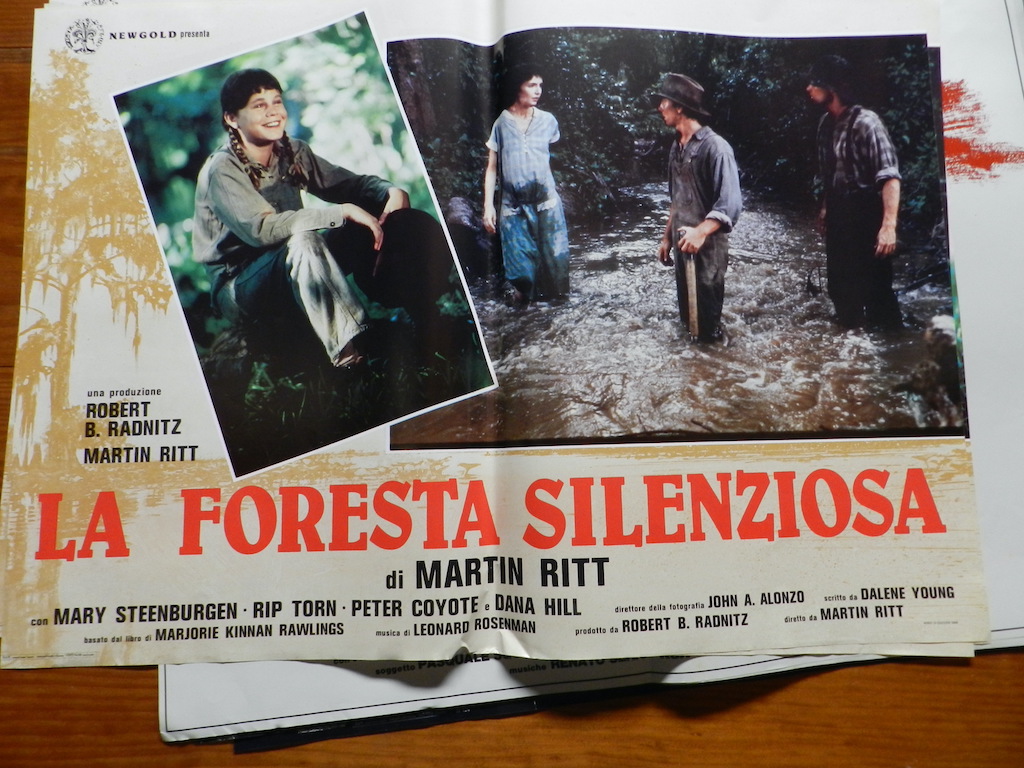 NEWGOLD presenta
una produzione
ROBERT
B. RADNITZ
MARTIN RITT
LA FORESTA SILENZIOSA
di MARTIN RITT
con MARY STEENBURGEN · RIP TORN · PETER COYOTE e DANA HILL
basato dal libro di MARJORIE KINNAN RAWLINGS
musica di LEONARD ROSENMAN
direttore della fotografia JOHN A. ALONZO
prodotto da ROBERT B. RADNITZ
scritto da DALENE YOUNG
diretto da MARTIN RITT
soggetto PASQUALE
musiche RENATO